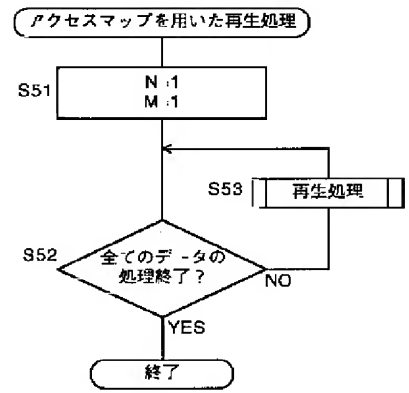 アクセスマップを用いた再生処理
S51
N :1
M :1
S53
再生処理
S52
全てのデータの
処理終了？
NO
YES
終了